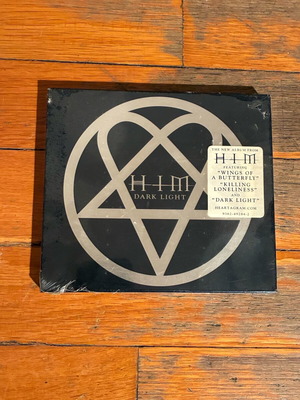 HIM
DARK LIGHT
THE NEW ALBUM FROM
HIM
FEATURING
"WINGS OF
A BUTTERFLY"
"KILLING
LONELINESS"
AND
"DARK LIGHT"
HEARTAGRAM.COM